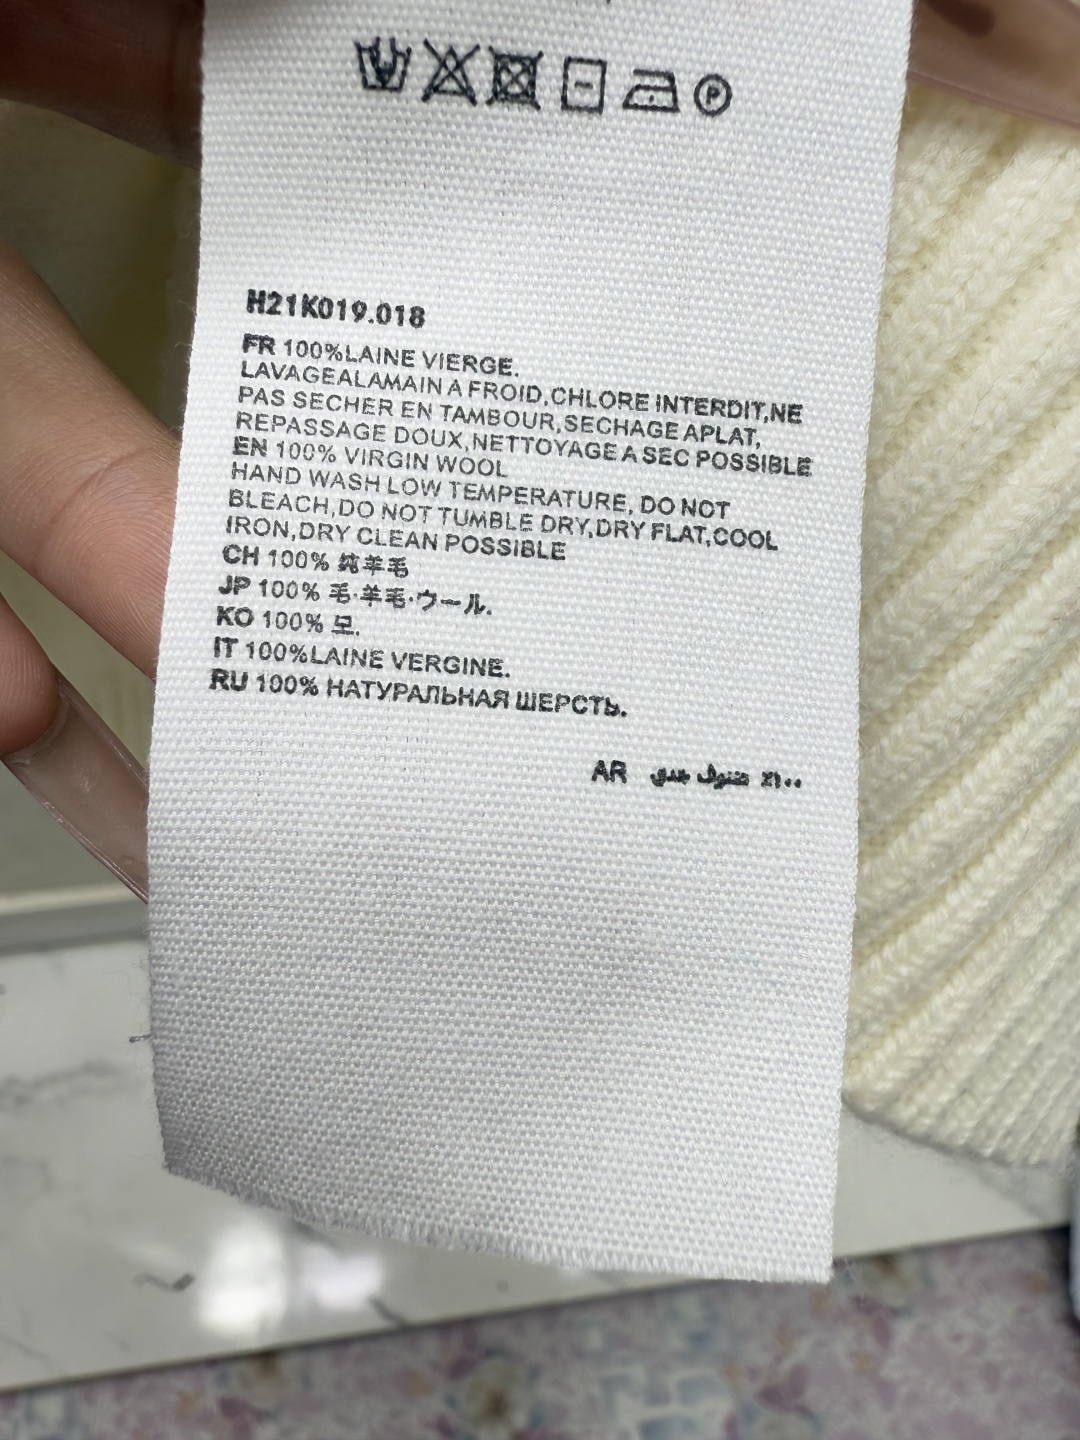 H21K019.018
FR 100%LAINE VIERGE.
LAVAGEALAMAIN A FROID,CHLORE INTERDIT,NE
PAS SECHER EN TAMBOUR,SECHAGE APLAT,
REPASSAGE DOUX,NETTOYAGE A SEC POSSIBLE
EN 100% VIRGIN WOOL
HAND WASH LOW TEMPERATURE, DO NOT
BLEACH,DO NOT TUMBLE DRY,DRY FLAT,COOL
IRON,DRY CLEAN POSSIBLE
CH 100% 纯羊毛
JP 100% 毛·羊毛·ウール.
KO 100% 모.
IT 100%LAINE VERGINE.
RU 100% НАТУРАЛЬНАЯ ШЕРСТЬ.
AR